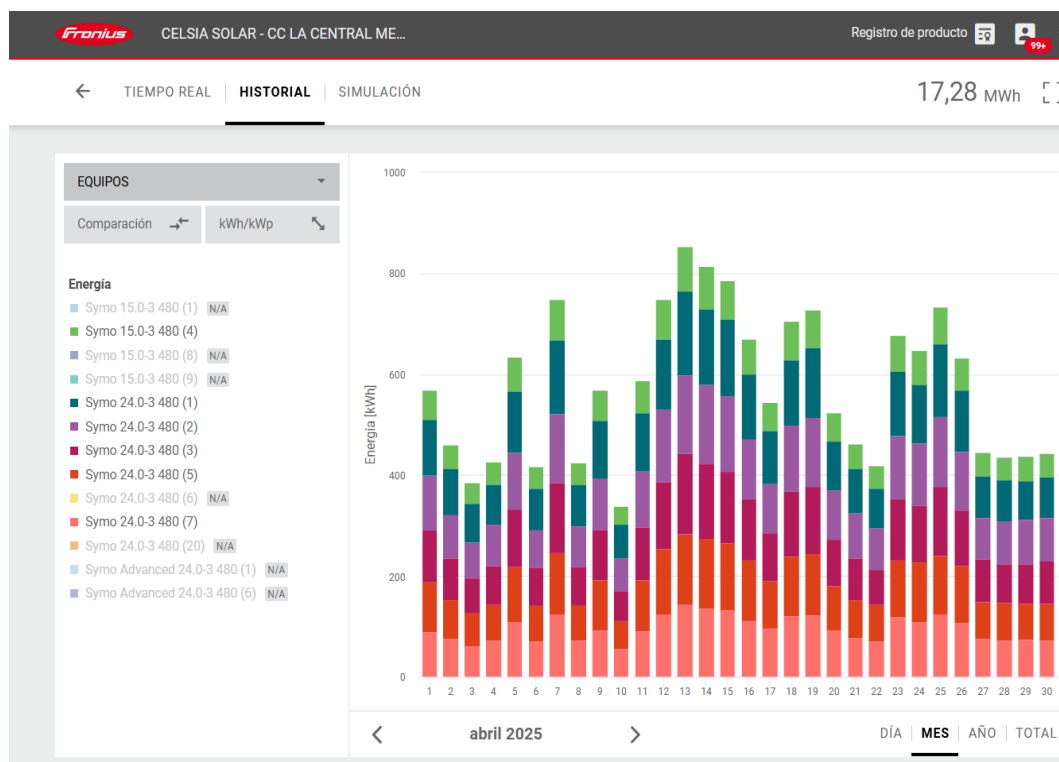 Fronius CELSIA SOLAR - CC LA CENTRAL ME... Registro de producto 99+
TIEMPO REAL HISTORIAL SIMULACIÓN 17,28 MWh
EQUIPOS
Comparación kWh/kWp
Energía
Symo 15.0-3 480 (1) N/A
Symo 15.0-3 480 (4)
Symo 15.0-3 480 (8) N/A
Symo 15.0-3 480 (9) N/A
Symo 24.0-3 480 (1)
Symo 24.0-3 480 (2)
Symo 24.0-3 480 (3)
Symo 24.0-3 480 (5)
Symo 24.0-3 480 (6) N/A
Symo 24.0-3 480 (7)
Symo 24.0-3 480 (20) N/A
Symo Advanced 24.0-3 480 (1) N/A
Symo Advanced 24.0-3 480 (6) N/A
Energía [kWh]
1000
800
600
400
200
0
1 2 3 4 5 6 7 8 9 10 11 12 13 14 15 16 17 18 19 20 21 22 23 24 25 26 27 28 29 30
abril 2025 DÍA MES AÑO TOTAL